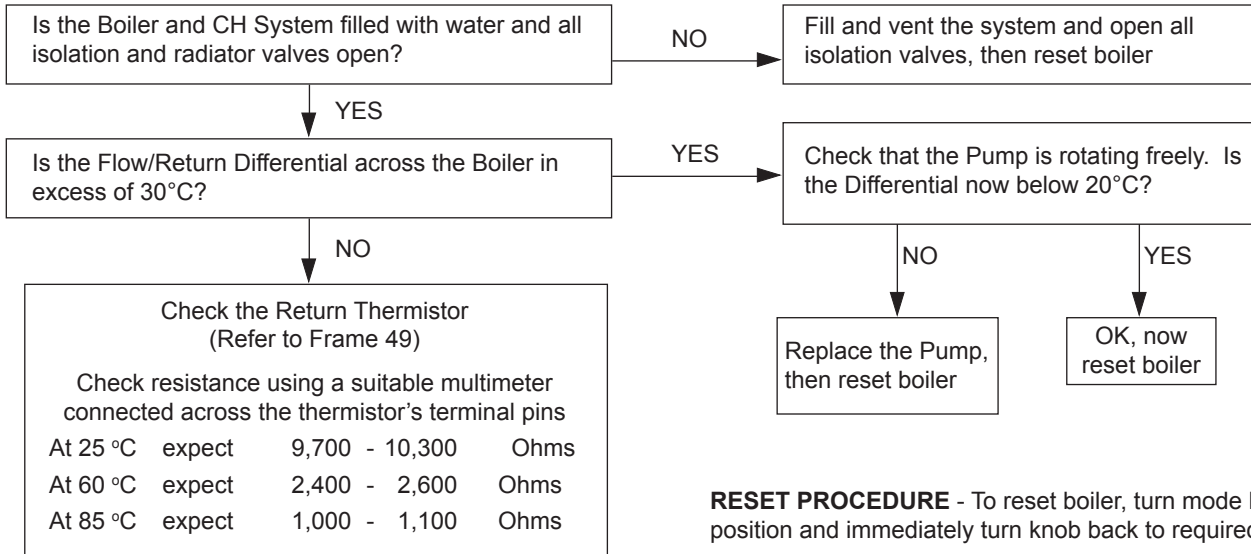 Is the Boiler and CH System filled with water and all
isolation and radiator valves open?
NO
Fill and vent the system and open all
isolation valves, then reset boiler
YES
Is the Flow/Return Differential across the Boiler in
excess of 30°C?
YES
Check that the Pump is rotating freely.  Is
the Differential now below 20°C?
NO
NO
YES
Check the Return Thermistor
(Refer to Frame 49)
Check resistance using a suitable multimeter
connected across the thermistor's terminal pins
At 25 °C expect 9,700 - 10,300 Ohms
At 60 °C expect 2,400 - 2,600 Ohms
At 85 °C expect 1,000 - 1,100 Ohms
Replace the Pump,
then reset boiler
OK, now
reset boiler
RESET PROCEDURE - To reset boiler, turn mode
position and immediately turn knob back to required